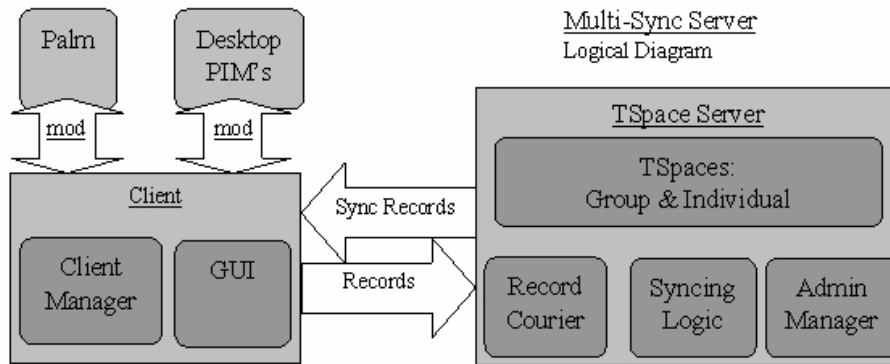 Multi-Sync Server
Logical Diagram
Palm
Desktop
PIM's
mod
mod
Client
Client
Manager
GUI
Sync Records
Records
TSpace Server
TSpaces:
Group & Individual
Record
Courier
Syncing
Logic
Admin
Manager